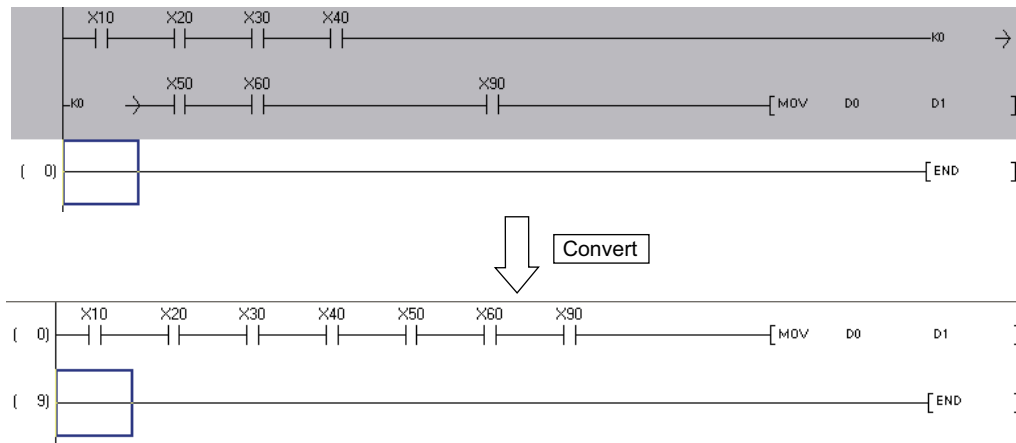 X10 X20 X30 X40
K0
K0 X50 X60 X90 [ MOV D0 D1 ]
( 0) [ END ]
Convert
X10 X20 X30 X40 X50 X60 X90
( 0) [ MOV D0 D1 ]
( 9) [ END ]